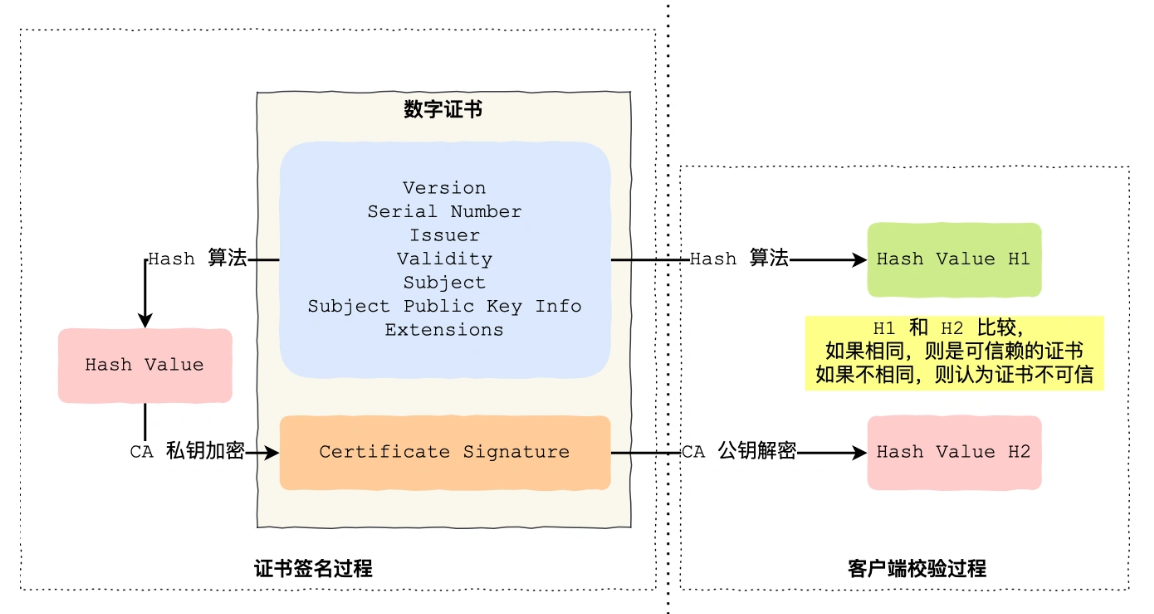 数字证书
Version
Serial Number
Issuer
Validity
Subject
Subject Public Key Info
Extensions
Hash 算法
Hash Value
CA 私钥加密
Certificate Signature
证书签名过程
Hash 算法
Hash Value H1
H1 和 H2 比较，
如果相同，则是可信赖的证书
如果不相同，则认为证书不可信
CA 公钥解密
Hash Value H2
客户端校验过程